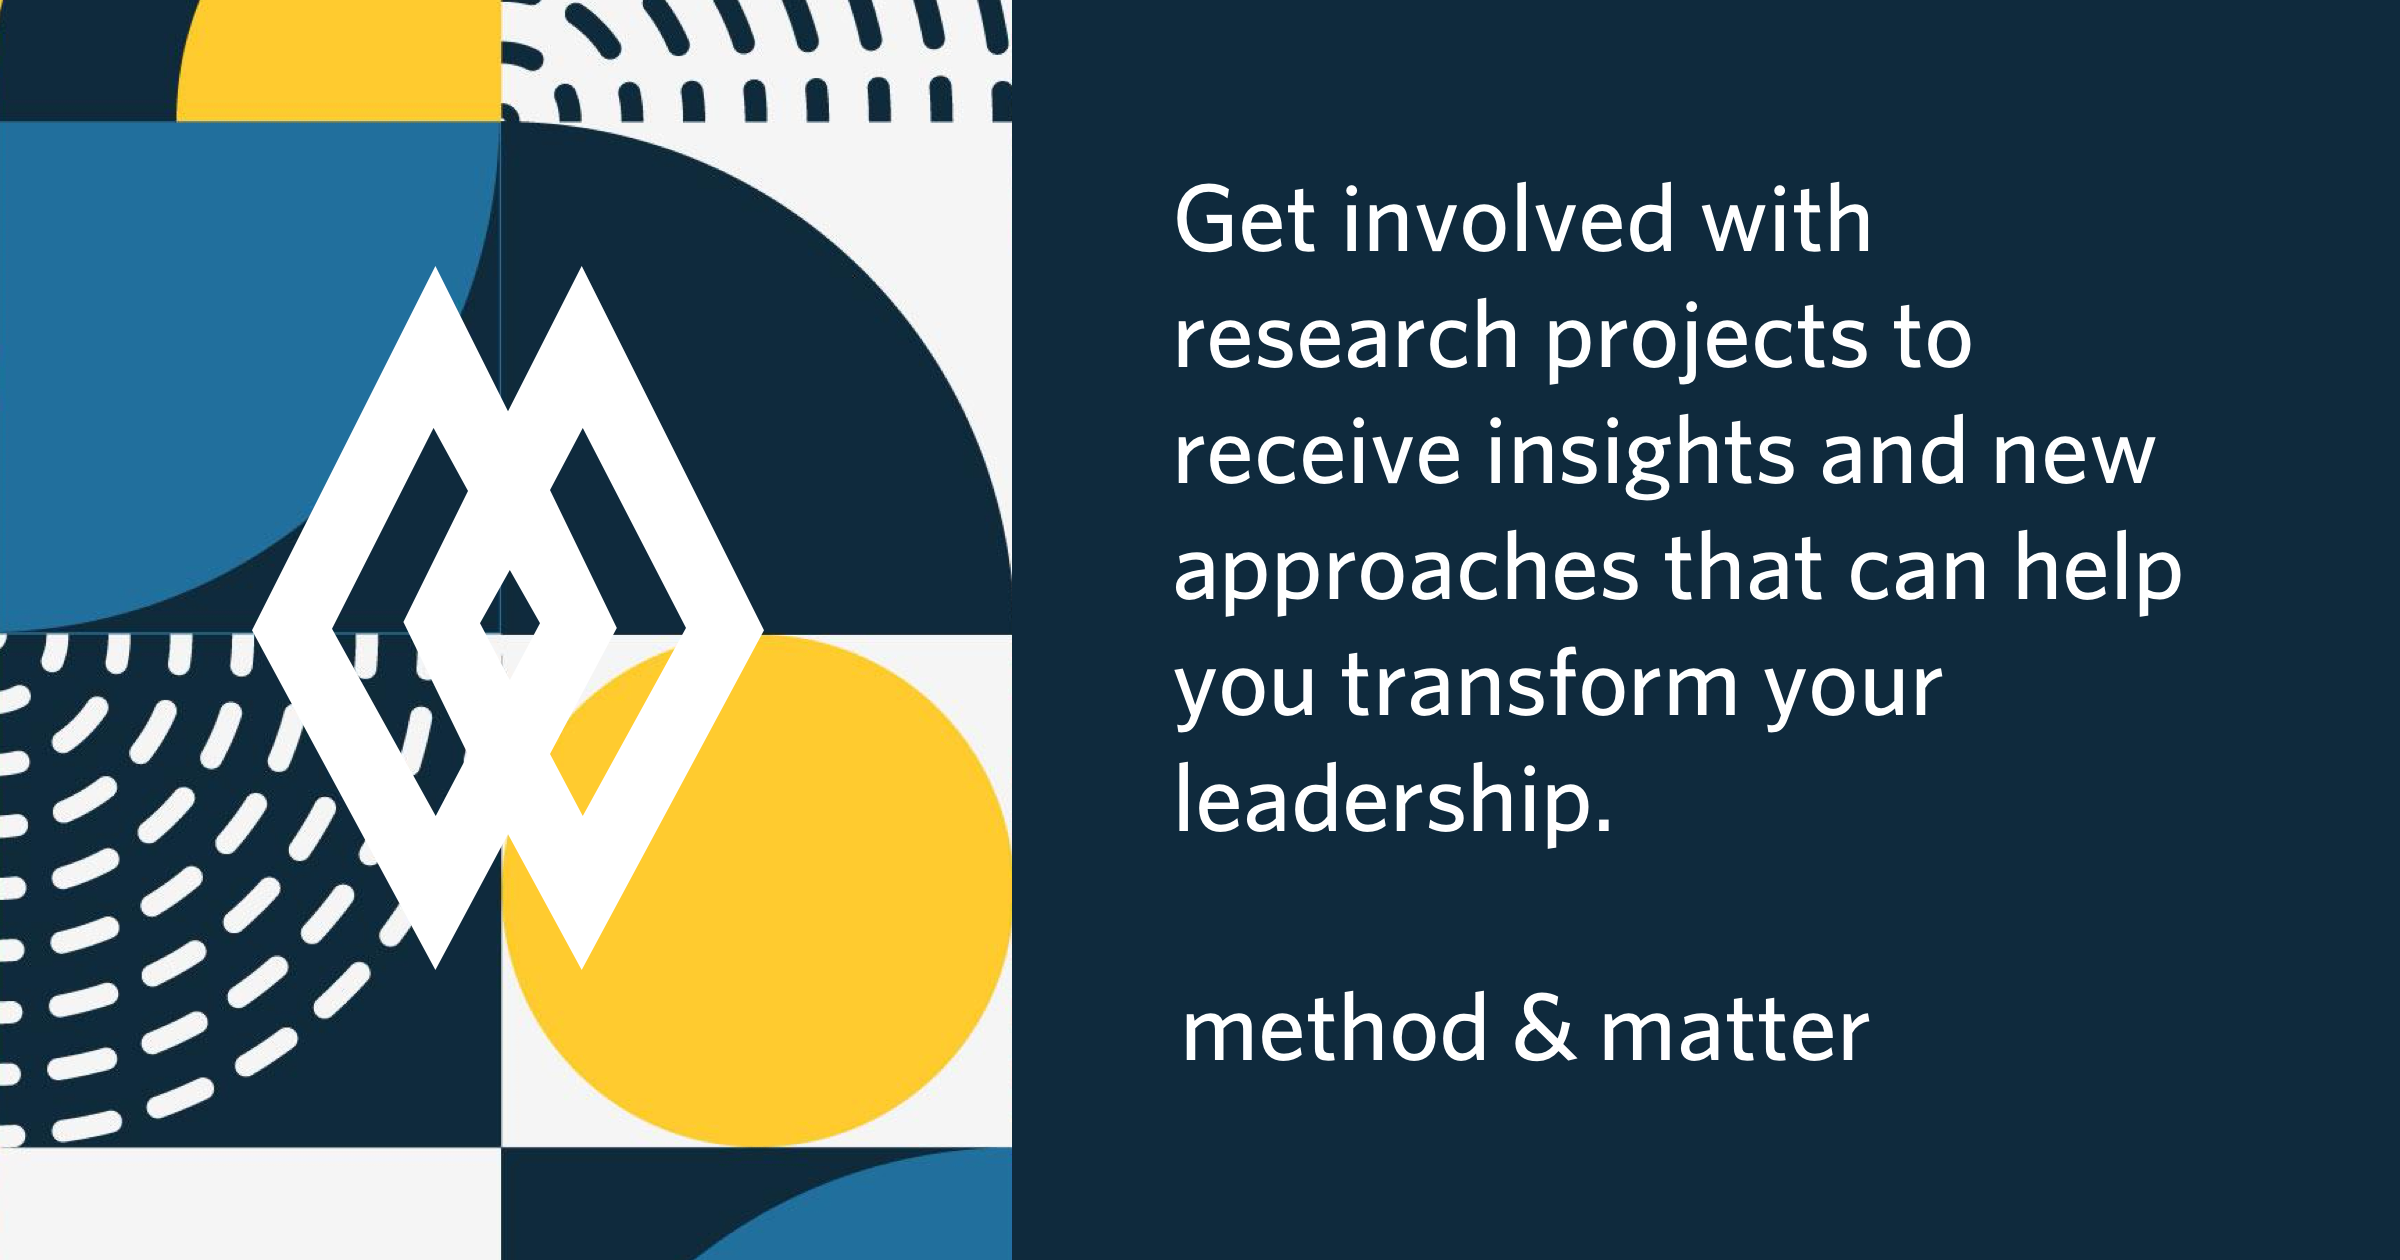 Get involved with
research projects to
receive insights and new
approaches that can help
you transform your
leadership.
method & matter